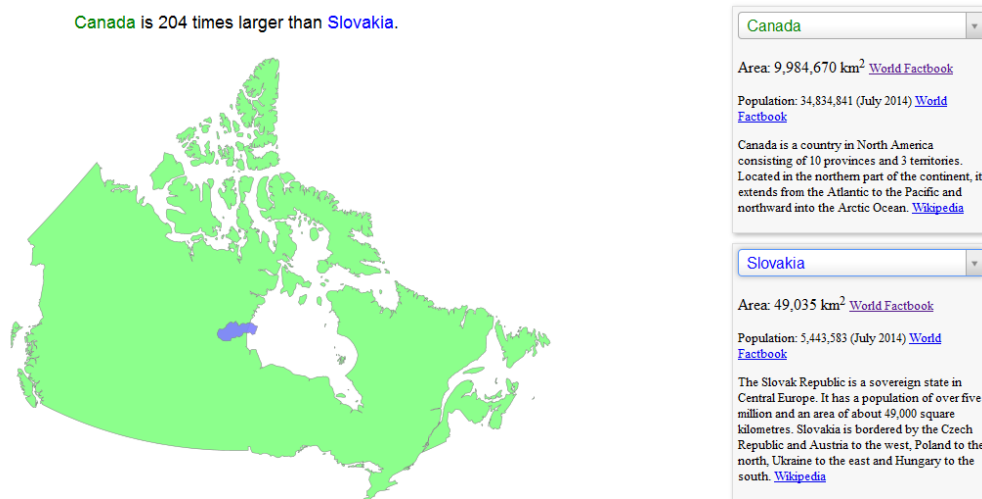 Canada is 204 times larger than Slovakia.
Canada
Area: 9,984,670 km2 World Factbook
Population: 34,834,841 (July 2014) World
Factbook
Canada is a country in North America
consisting of 10 provinces and 3 territories.
Located in the northern part of the continent, it
extends from the Atlantic to the Pacific and
northward into the Arctic Ocean. Wikipedia
Slovakia
Area: 49,035 km2 World Factbook
Population: 5,443,583 (July 2014) World
Factbook
The Slovak Republic is a sovereign state in
Central Europe. It has a population of over five
million and an area of about 49,000 square
kilometres. Slovakia is bordered by the Czech
Republic and Austria to the west, Poland to the
north, Ukraine to the east and Hungary to the
south. Wikipedia